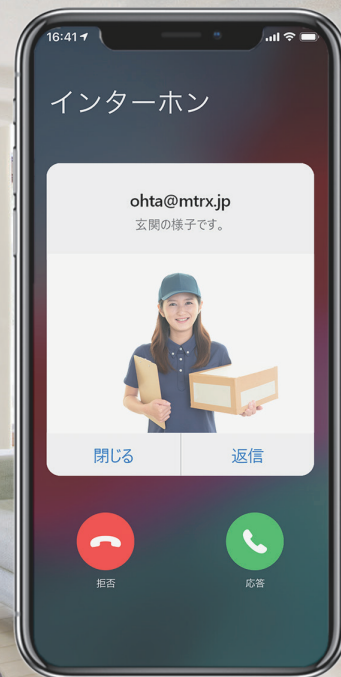 16:41
インターホン
ohta@mtrx.jp
玄関の様子です。
閉じる
返信
拒否
応答